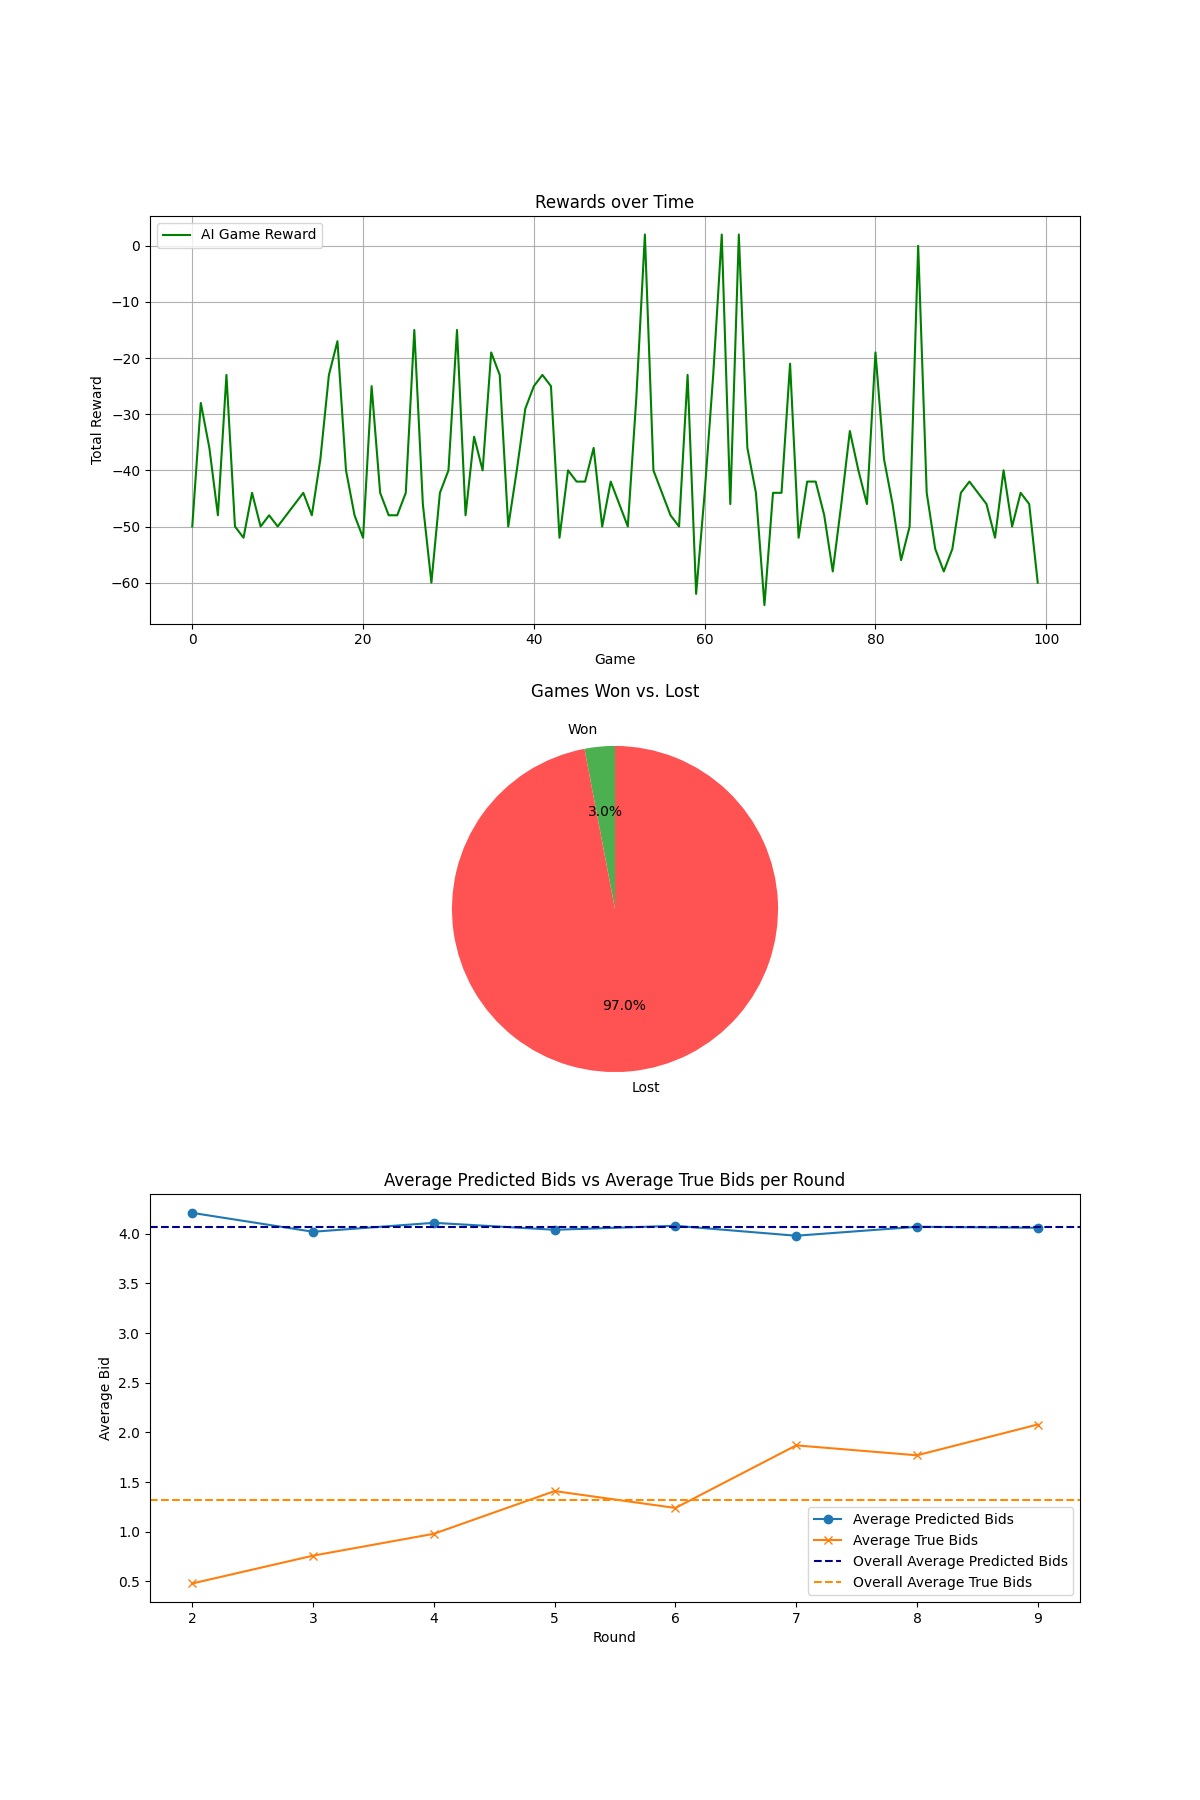 Rewards over Time
AI Game Reward
0
−10
−20
−30
−40
−50
−60
Total Reward
0 20 40 60 80 100
Game
Games Won vs. Lost
Won
3.0%
97.0%
Lost
Average Predicted Bids vs Average True Bids per Round
4.0
3.5
3.0
2.5
2.0
1.5
1.0
0.5
Average Bid
Average Predicted Bids
Average True Bids
Overall Average Predicted Bids
Overall Average True Bids
2 3 4 5 6 7 8 9
Round